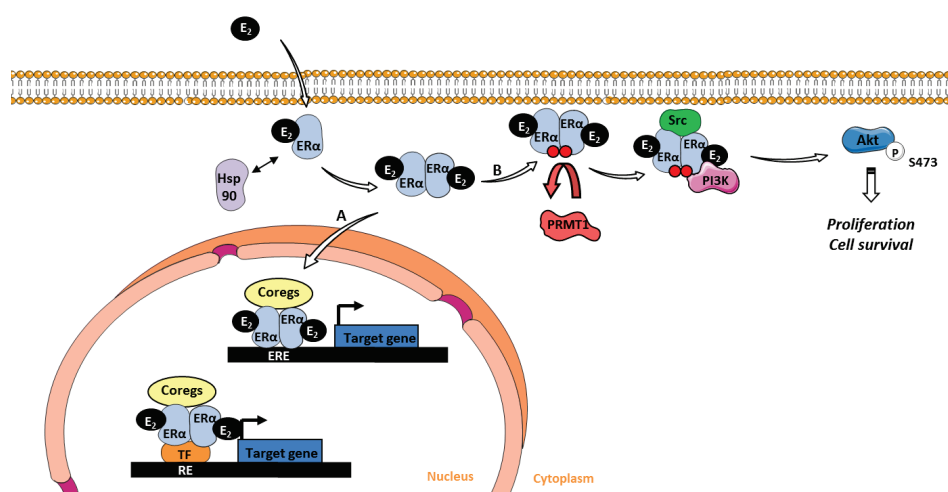 E2
E2
ERα
Hsp
90
E2
ERα
ERα
E2
B
E2
ERα
ERα
E2
PRMT1
Src
E2
ERα
ERα
E2
PI3K
Akt
P
S473
Proliferation
Cell survival
A
Coregs
E2
ERα
ERα
E2
Target gene
ERE
Coregs
E2
ERα
ERα
E2
TF
Target gene
RE
Nucleus
Cytoplasm